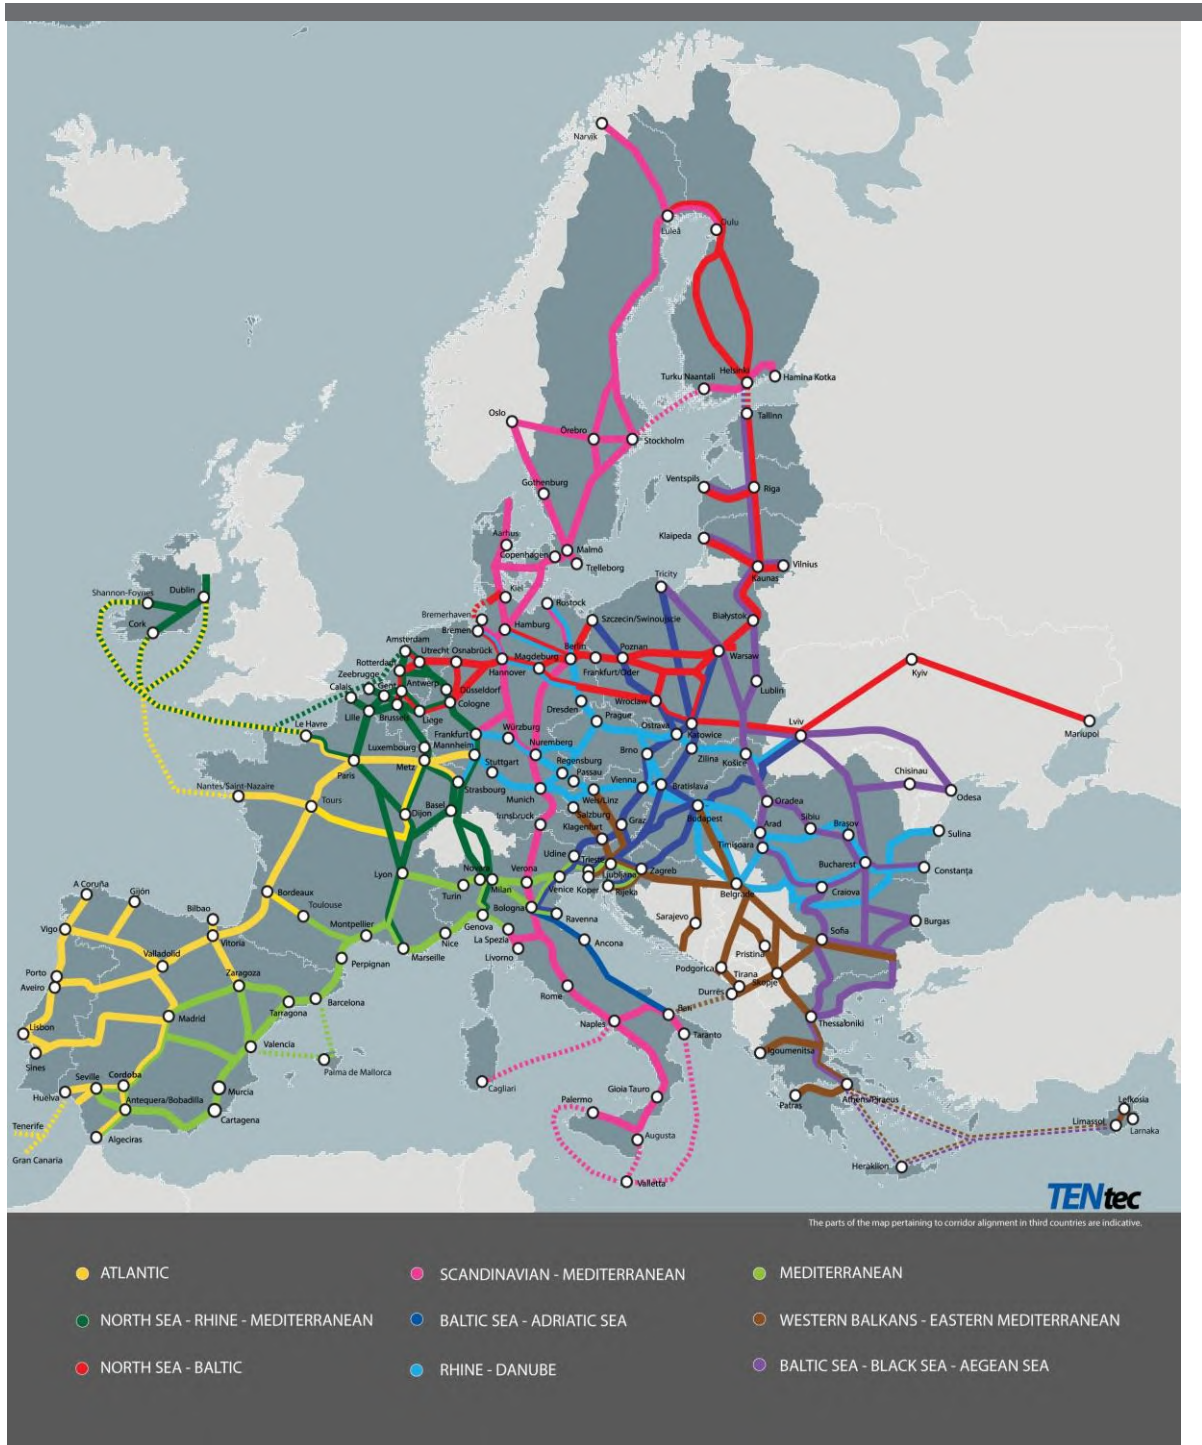 Narvik
Luleå
Oulu
Turku Naantali
Helsinki
Hamina Kotka
Oslo
Örebro
Stockholm
Tallinn
Gothenburg
Ventspils
Riga
Aarhus
Copenhagen
Malmö
Trelleborg
Klaipeda
Kaunas
Vilnius
Shannon-Foynes
Dublin
Cork
Kiel
Rostock
Tricity
Bremerhaven
Bremen
Hamburg
Szczecin/Swinoujscie
Białystok
Amsterdam
Utrecht
Osnabrück
Magdeburg
Berlin
Poznan
Warsaw
Rotterdam
Zeebrugge
Hannover
Frankfurt/Oder
Kyiv
Calais
Gent
Antwerp
Düsseldorf
Cologne
Wroclaw
Lublin
Dresden
Lille
Brussels
Liège
Prague
Mariupol
Le Havre
Frankfurt
Würzburg
Ostrava
Katowice
Lviv
Luxembourg
Mannheim
Nuremberg
Brno
Zilina
Košice
Paris
Metz
Stuttgart
Regensburg
Passau
Chisinau
Nantes/Saint-Nazaire
Strasbourg
Munich
Vienna
Wels/Linz
Bratislava
Odesa
Tours
Dijon
Basel
Innsbruck
Salzburg
Klagenfurt
Graz
Budapest
Oradea
Arad
Sibiu
Braşov
Sulina
Timişoara
Udine
Trieste
Lyon
Novara
Milan
Verona
Ljubljana
Zagreb
Bucharest
Constanţa
Turin
Venice
Koper
Rijeka
Belgrade
Craiova
A Coruña
Gijón
Bordeaux
Bilbao
Toulouse
Bologna
Ravenna
Genova
Sarajevo
Burgas
Vigo
Vitoria
Montpellier
Nice
La Spezia
Ancona
Sofia
Valladolid
Marseille
Livorno
Pristina
Perpignan
Porto
Zaragoza
Podgorica
Tirana
Skopje
Aveiro
Rome
Durrës
Barcelona
Tarragona
Madrid
Bari
Thessaloniki
Lisbon
Naples
Taranto
Valencia
Sines
Palma de Mallorca
Igoumenitsa
Cordoba
Seville
Cagliari
Murcia
Gioia Tauro
Huelva
Antequera/Bobadilla
Palermo
Patras
Athens/Piraeus
Lefkosia
Cartagena
Limassol
Larnaka
Tenerife
Algeciras
Augusta
Gran Canaria
Heraklion
Valletta
TENtec
The parts of the map pertaining to corridor alignment in third countries are indicative.
ATLANTIC
SCANDINAVIAN - MEDITERRANEAN
MEDITERRANEAN
NORTH SEA - RHINE - MEDITERRANEAN
BALTIC SEA - ADRIATIC SEA
WESTERN BALKANS - EASTERN MEDITERRANEAN
NORTH SEA - BALTIC
RHINE - DANUBE
BALTIC SEA - BLACK SEA - AEGEAN SEA